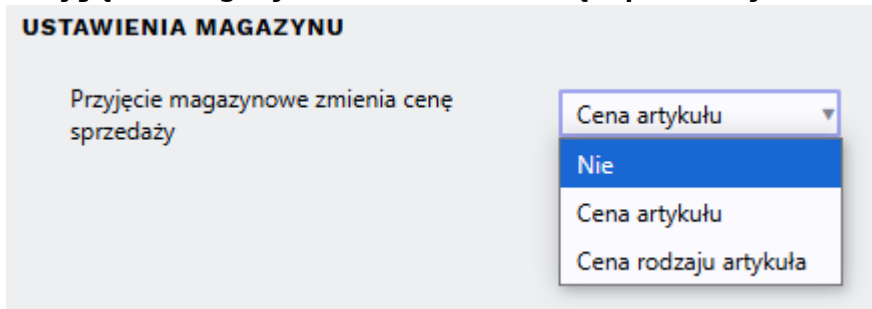 USTAWIENIA MAGAZYNU
Przyjęcie magazynowe zmienia cenę
sprzedaży
Cena artykułu
Nie
Cena artykułu
Cena rodzaju artykuła